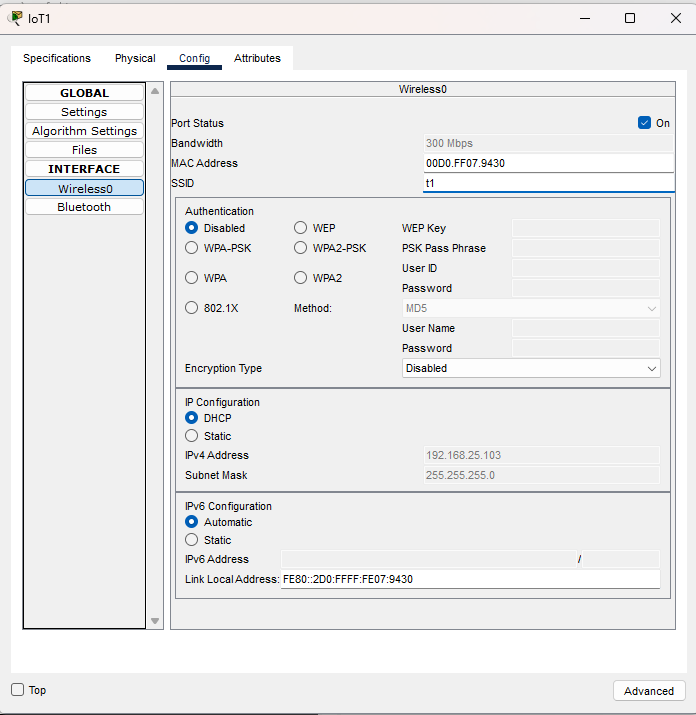 IoT1
Specifications Physical Config Attributes
GLOBAL
Settings
Algorithm Settings
Files
INTERFACE
Wireless0
Bluetooth
Wireless0
Port Status On
Bandwidth 300 Mbps
MAC Address 00D0.FF07.9430
SSID t1
Authentication
Disabled WEP WEP Key
WPA-PSK WPA2-PSK PSK Pass Phrase
User ID
WPA WPA2
Password
802.1X Method: MD5
User Name
Password
Encryption Type Disabled
IP Configuration
DHCP
Static
IPv4 Address 192.168.25.103
Subnet Mask 255.255.255.0
IPv6 Configuration
Automatic
Static
IPv6 Address /
Link Local Address: FE80::2D0:FFFF:FE07:9430
Top Advanced